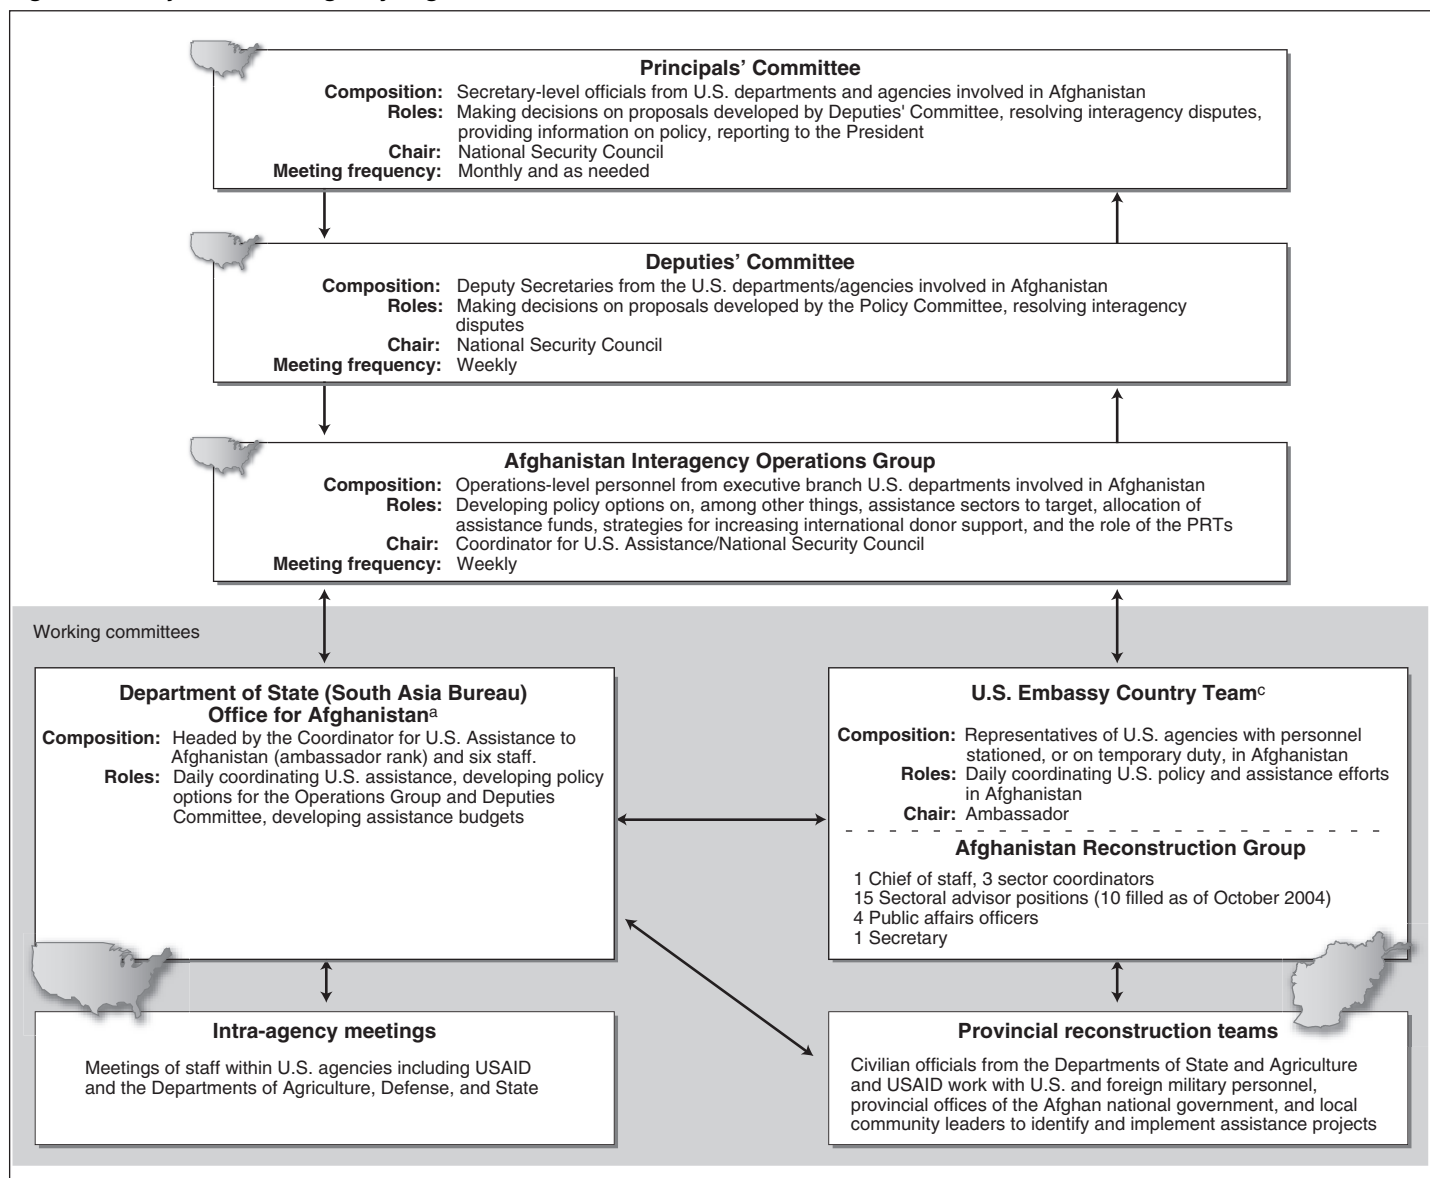 Principals' Committee
Composition: Secretary-level officials from U.S. departments and agencies involved in Afghanistan
Roles: Making decisions on proposals developed by Deputies' Committee, resolving interagency disputes,
providing information on policy, reporting to the President
Chair: National Security Council
Meeting frequency: Monthly and as needed
Deputies' Committee
Composition: Deputy Secretaries from the U.S. departments/agencies involved in Afghanistan
Roles: Making decisions on proposals developed by the Policy Committee, resolving interagency
disputes
Chair: National Security Council
Meeting frequency: Weekly
Afghanistan Interagency Operations Group
Composition: Operations-level personnel from executive branch U.S. departments involved in Afghanistan
Roles: Developing policy options on, among other things, assistance sectors to target, allocation of
assistance funds, strategies for increasing international donor support, and the role of the PRTs
Chair: Coordinator for U.S. Assistance/National Security Council
Meeting frequency: Weekly
Working committees
Department of State (South Asia Bureau)
Office for Afghanistan a
Composition: Headed by the Coordinator for U.S. Assistance to
Afghanistan (ambassador rank) and six staff.
Roles: Daily coordinating U.S. assistance, developing policy
options for the Operations Group and Deputies
Committee, developing assistance budgets
U.S. Embassy Country Team c
Composition: Representatives of U.S. agencies with personnel
stationed, or on temporary duty, in Afghanistan
Roles: Daily coordinating U.S. policy and assistance efforts
in Afghanistan
Chair: Ambassador
Afghanistan Reconstruction Group
1 Chief of staff, 3 sector coordinators
15 Sectoral advisor positions (10 filled as of October 2004)
4 Public affairs officers
1 Secretary
Intra-agency meetings
Meetings of staff within U.S. agencies including USAID
and the Departments of Agriculture, Defense, and State
Provincial reconstruction teams
Civilian officials from the Departments of State and Agriculture
and USAID work with U.S. and foreign military personnel,
provincial offices of the Afghan national government, and local
community leaders to identify and implement assistance projects